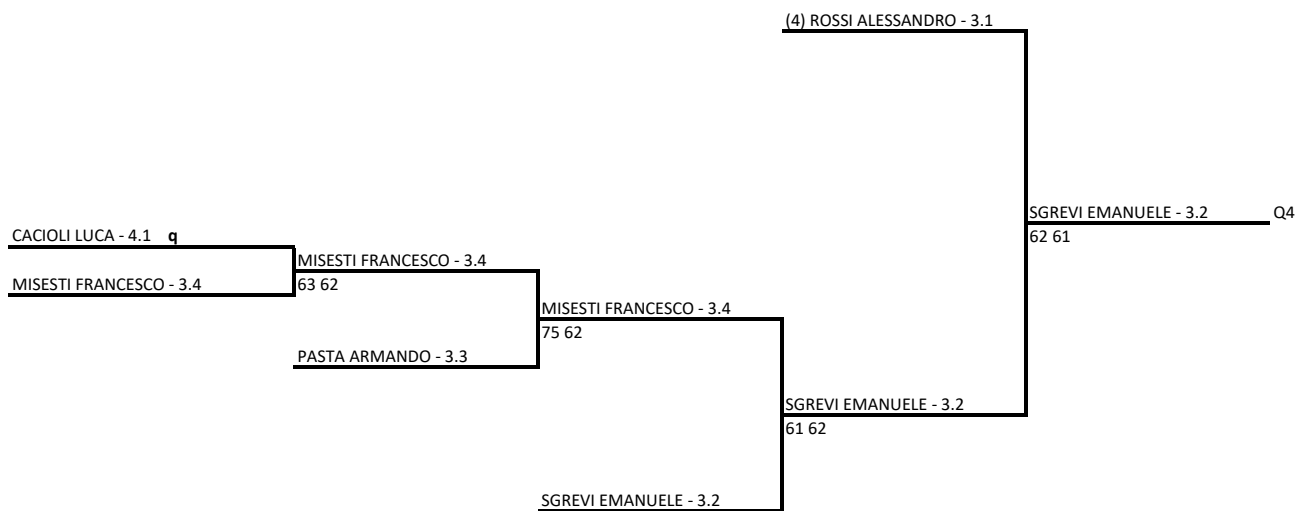 (4) ROSSI ALESSANDRO - 3.1
SGREVI EMANUELE - 3.2 Q4
CACIOLI LUCA - 4.1 q
62 61
MISESTI FRANCESCO - 3.4
MISESTI FRANCESCO - 3.4
63 62
MISESTI FRANCESCO - 3.4
75 62
PASTA ARMANDO - 3.3
SGREVI EMANUELE - 3.2
61 62
SGREVI EMANUELE - 3.2